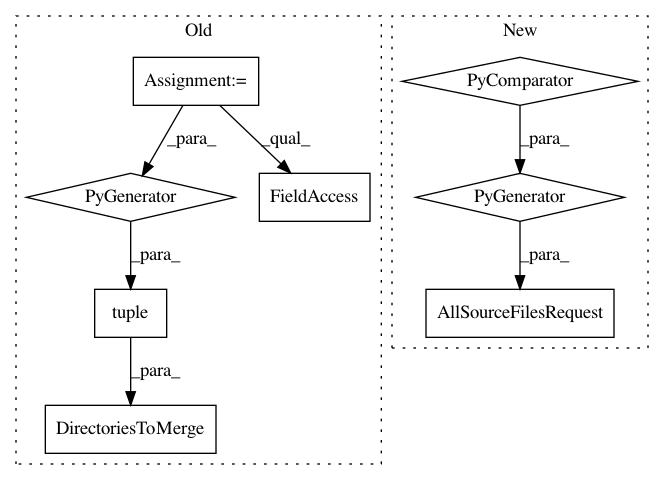 Old
New
Assignment:=
PyComparator
_para_
_qual_
_para_
PyGenerator
FieldAccess
PyGenerator
_para_
_para_
tuple
AllSourceFilesRequest
_para_
DirectoriesToMerge